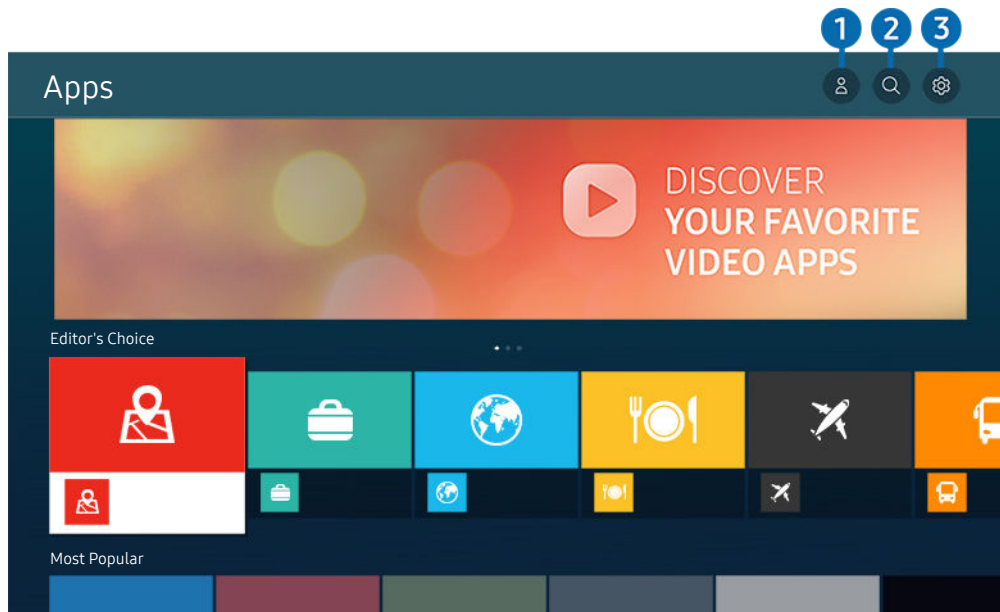 1 2 3
Apps
DISCOVER
YOUR FAVORITE
VIDEO APPS
Editor's Choice
Most Popular